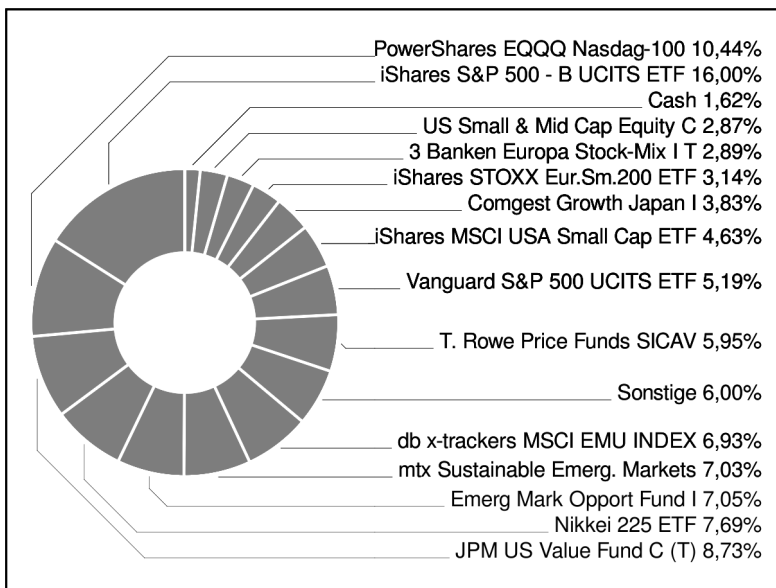 PowerShares EQQQ Nasdag-100 10,44%
iShares S&P 500 - B UCITS ETF 16,00%
Cash 1,62%
US Small & Mid Cap Equity C 2,87%
3 Banken Europa Stock-Mix I T 2,89%
iShares STOXX Eur.Sm.200 ETF 3,14%
Comgest Growth Japan I 3,83%
iShares MSCI USA Small Cap ETF 4,63%
Vanguard S&P 500 UCITS ETF 5,19%
T. Rowe Price Funds SICAV 5,95%
Sonstige 6,00%
db x-trackers MSCI EMU INDEX 6,93%
mtx Sustainable Emerg. Markets 7,03%
Emerg Mark Opport Fund I 7,05%
Nikkei 225 ETF 7,69%
JPM US Value Fund C (T) 8,73%